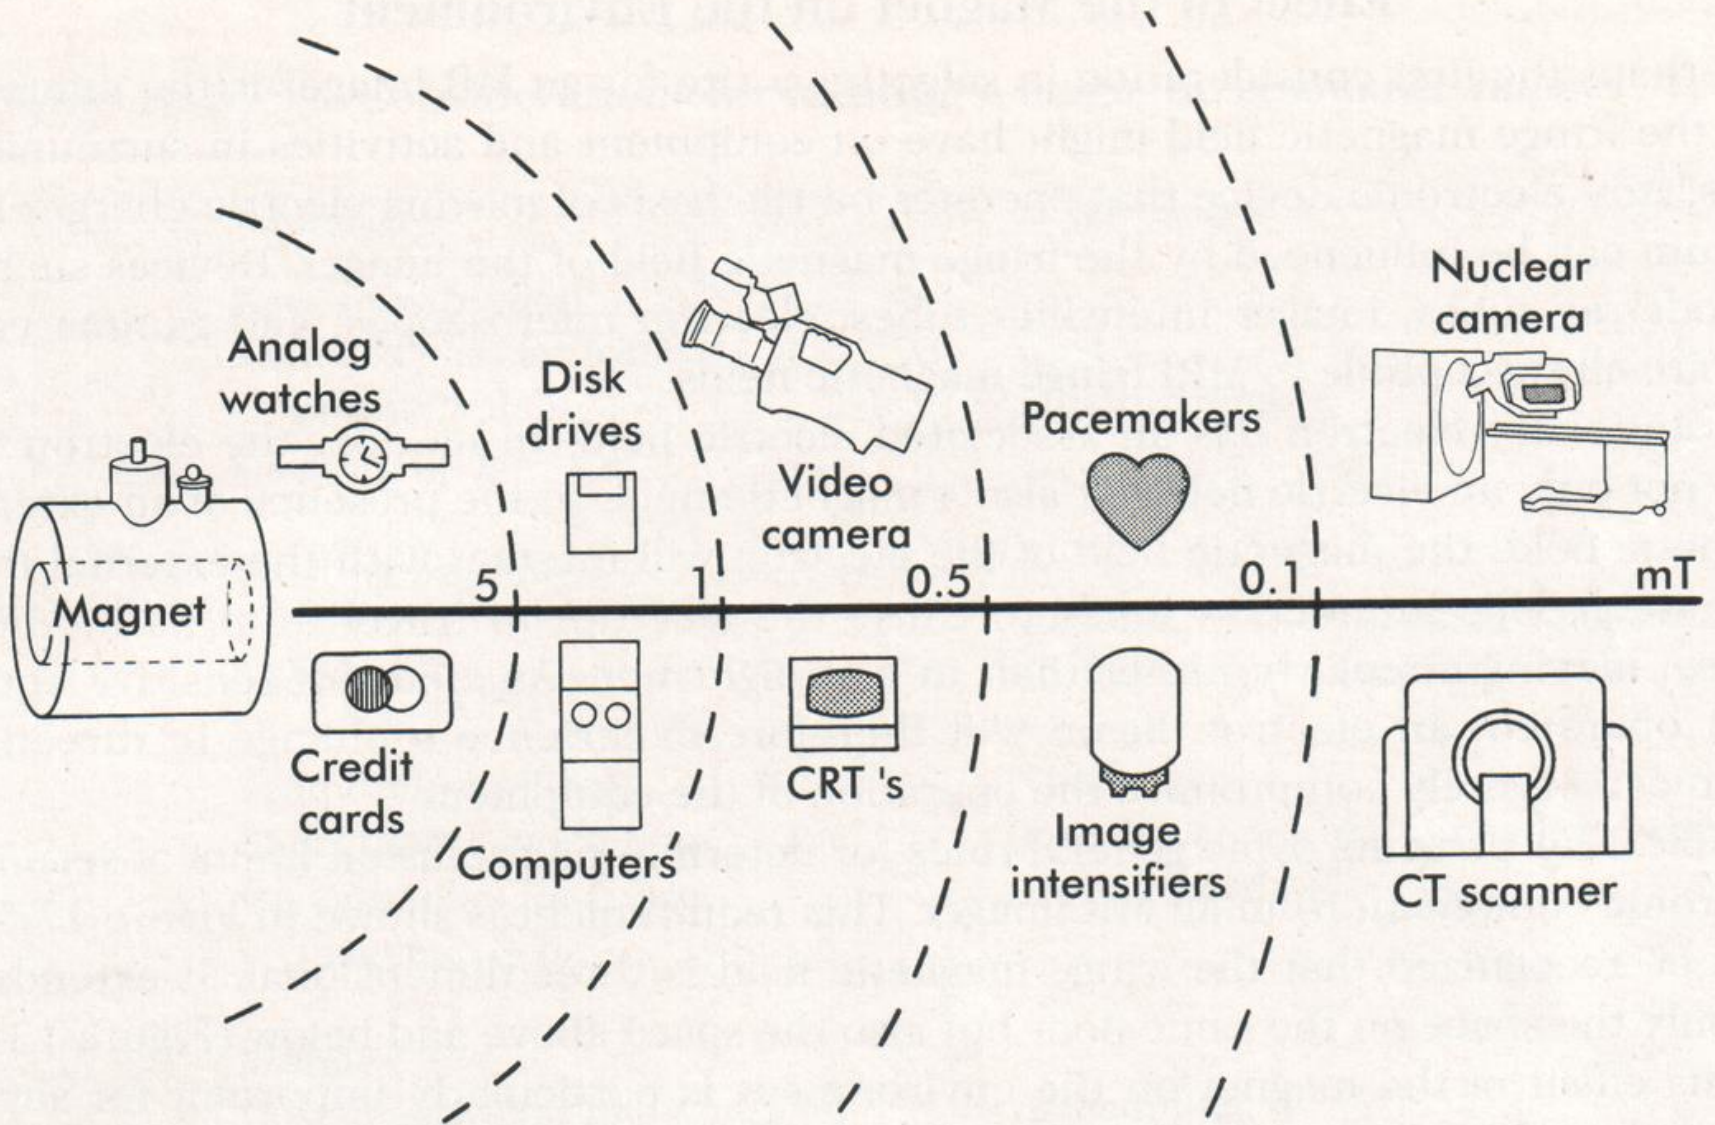 Nuclear
camera
Analog
watches
Disk
drives
Pacemakers
Video
camera
5
1
0.5
0.1
mT
Magnet
Credit
cards
Computers
CRT 's
Image
intensifiers
CT scanner